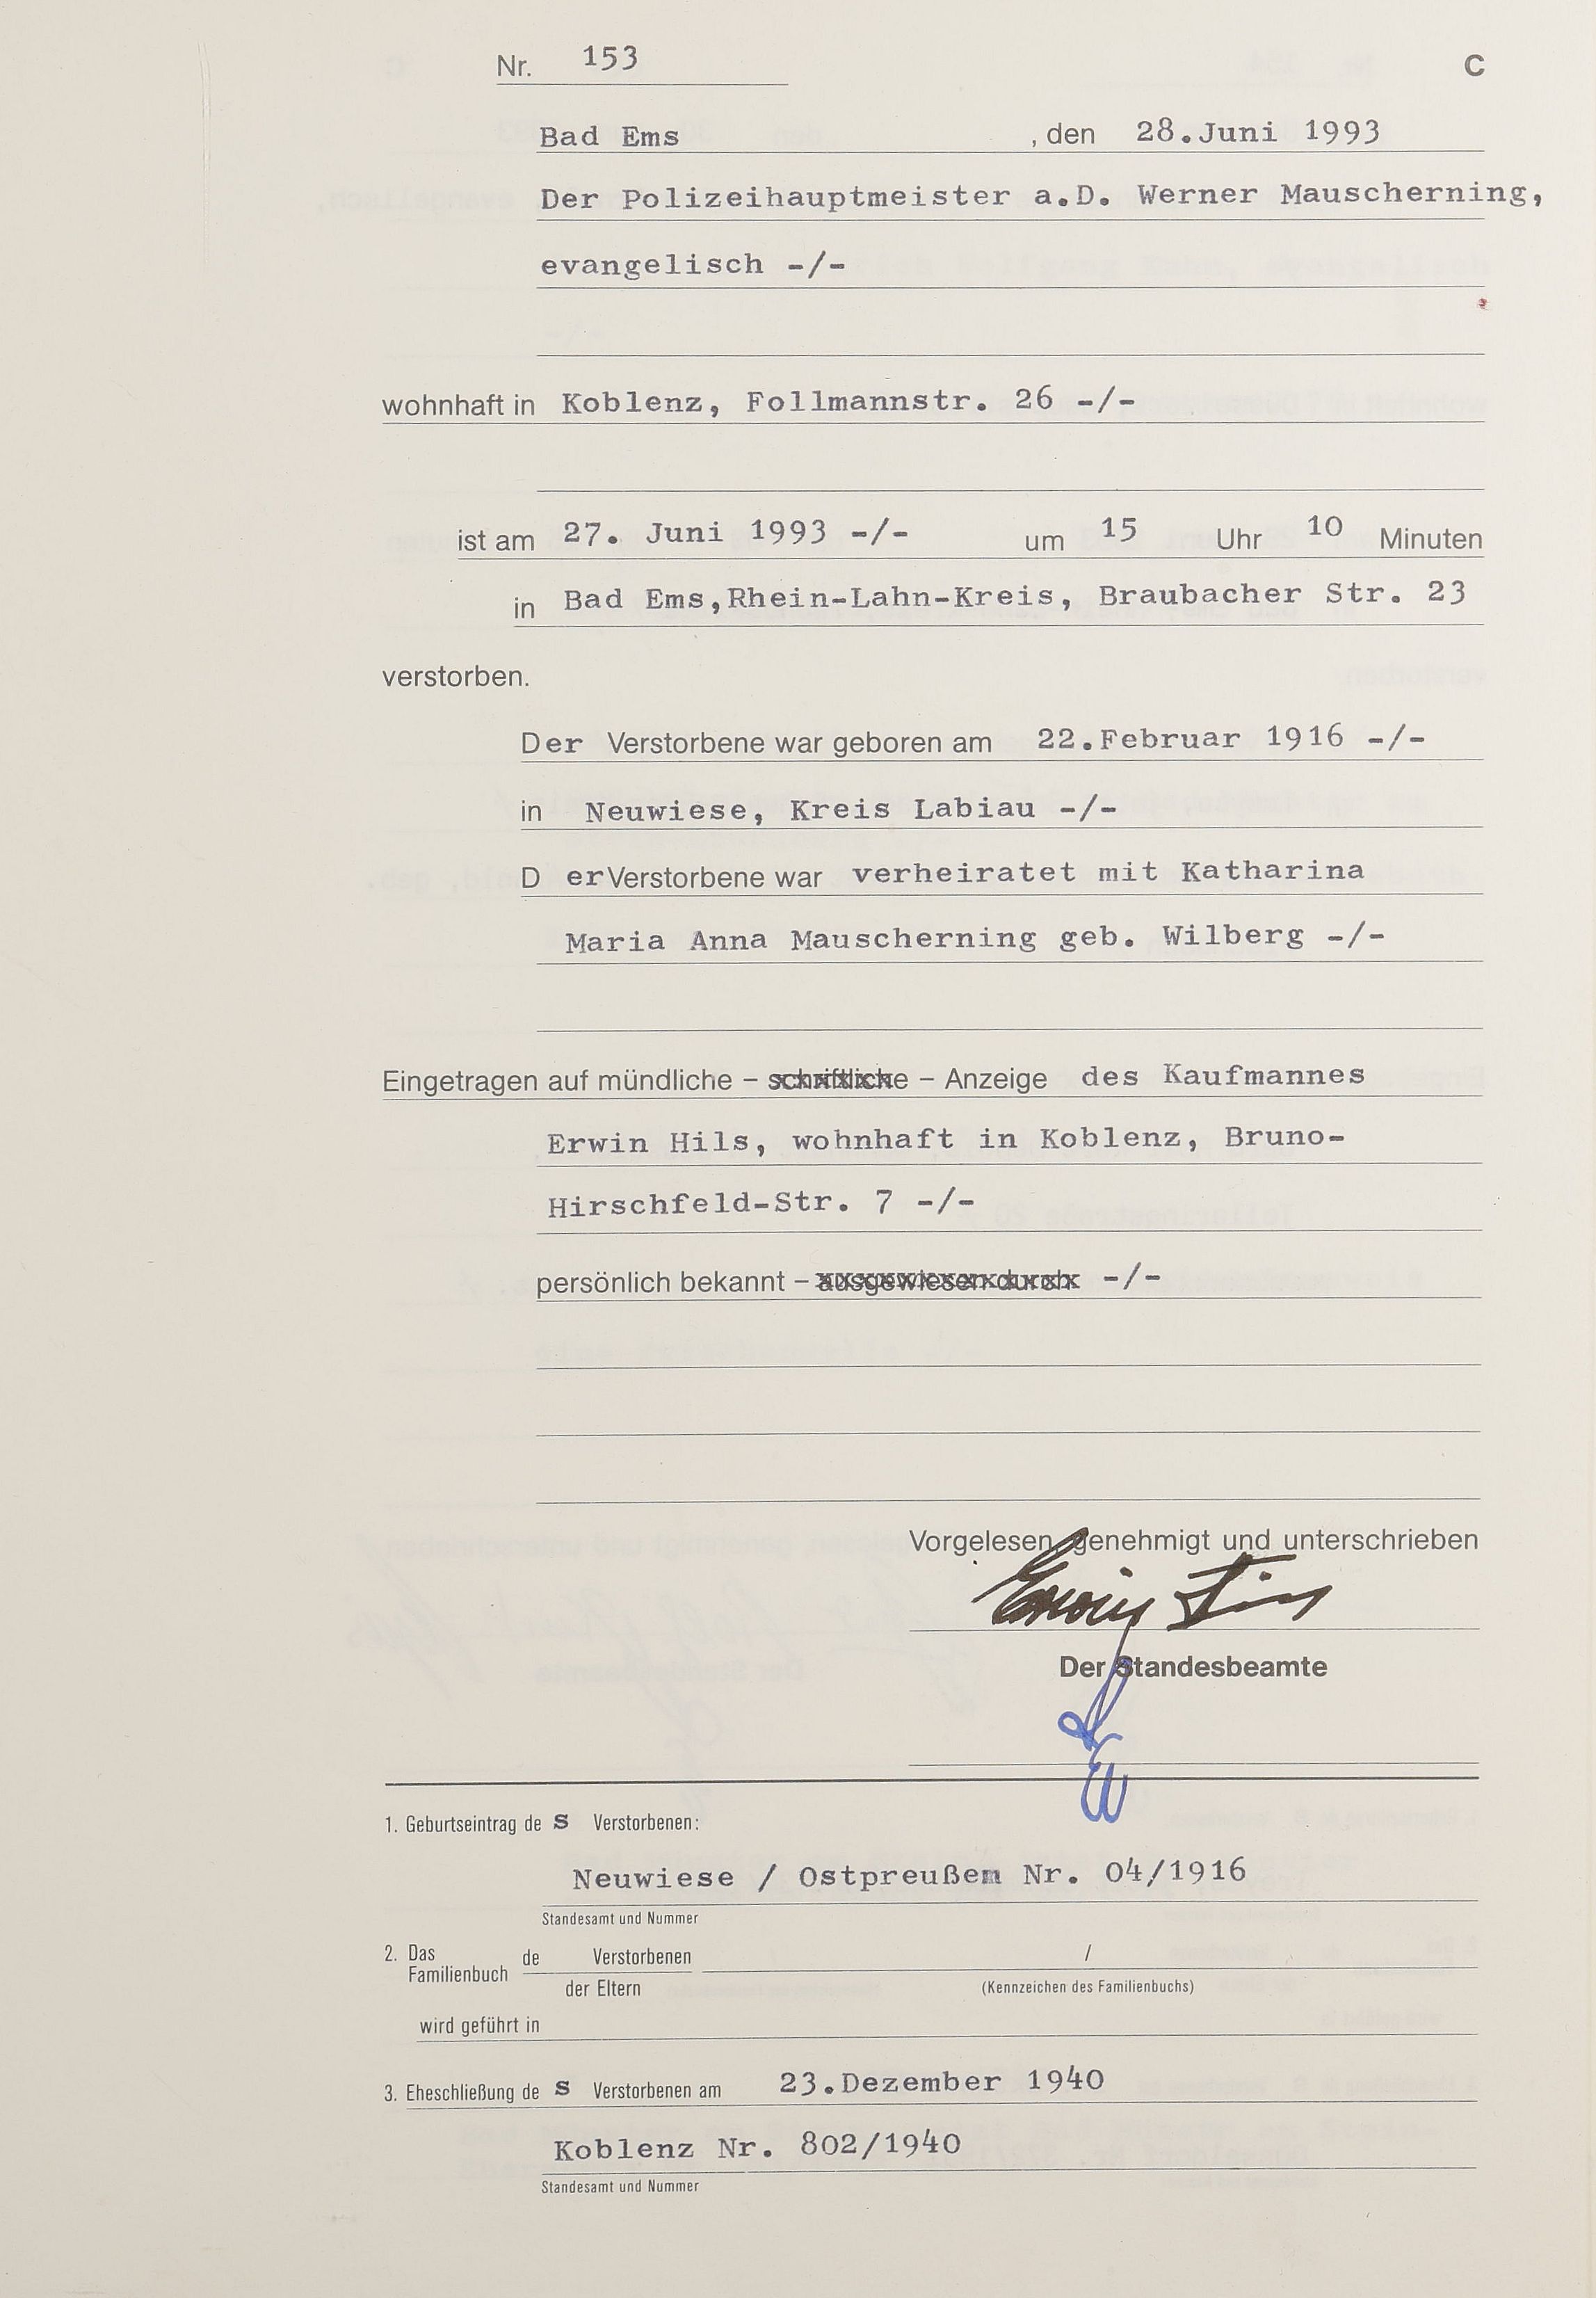 Nr. 153 C
Bad Ems , den 28.Juni 1993
Der Polizeihauptmeister a.D. Werner Mauscherning,
evangelisch -/-
wohnhaft in Koblenz, Follmannstr. 26 -/-
ist am 27. Juni 1993 -/- um 15 Uhr 10 Minuten
in Bad Ems,Rhein-Lahn-Kreis, Braubacher Str. 23
verstorben.
Der Verstorbene war geboren am 22.Februar 1916 -/-
in Neuwiese, Kreis Labiau -/-
D er Verstorbene war verheiratet mit Katharina
Maria Anna Mauscherning geb. Wilberg -/-
Eingetragen auf mündliche – schriftliche – Anzeige des Kaufmannes
Erwin Hils, wohnhaft in Koblenz, Bruno-
Hirschfeld-Str. 7 -/-
persönlich bekannt – ausgewiesen durch -/-
Vorgelesen, genehmigt und unterschrieben
Erwin Hils
Der Standesbeamte
1. Geburtseintrag de s Verstorbenen:
Neuwiese / Ostpreußen Nr. 04/1916
Standesamt und Nummer
2. Das Familienbuch de Verstorbenen /
der Eltern (Kennzeichen des Familienbuchs)
wird geführt in
3. Eheschließung de s Verstorbenen am 23.Dezember 1940
Koblenz Nr. 802/1940
Standesamt und Nummer